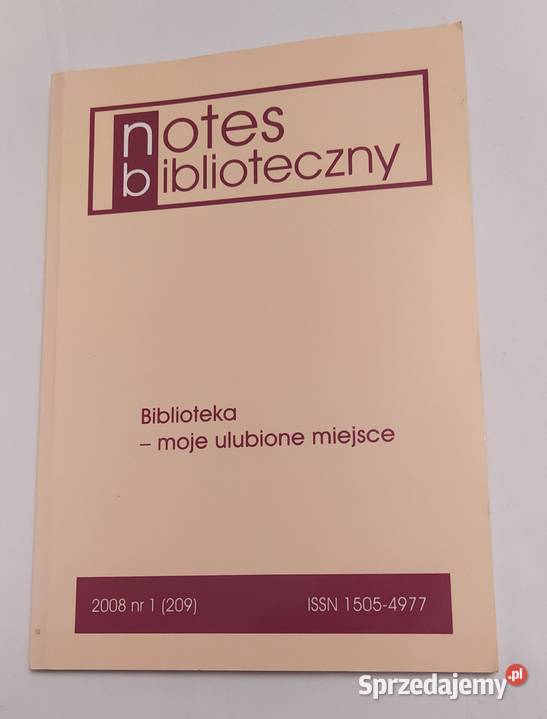 notes
biblioteczny
Biblioteka
– moje ulubione miejsce
2008 nr 1 (209) ISSN 1505-4977
Sprzedajemy.pl